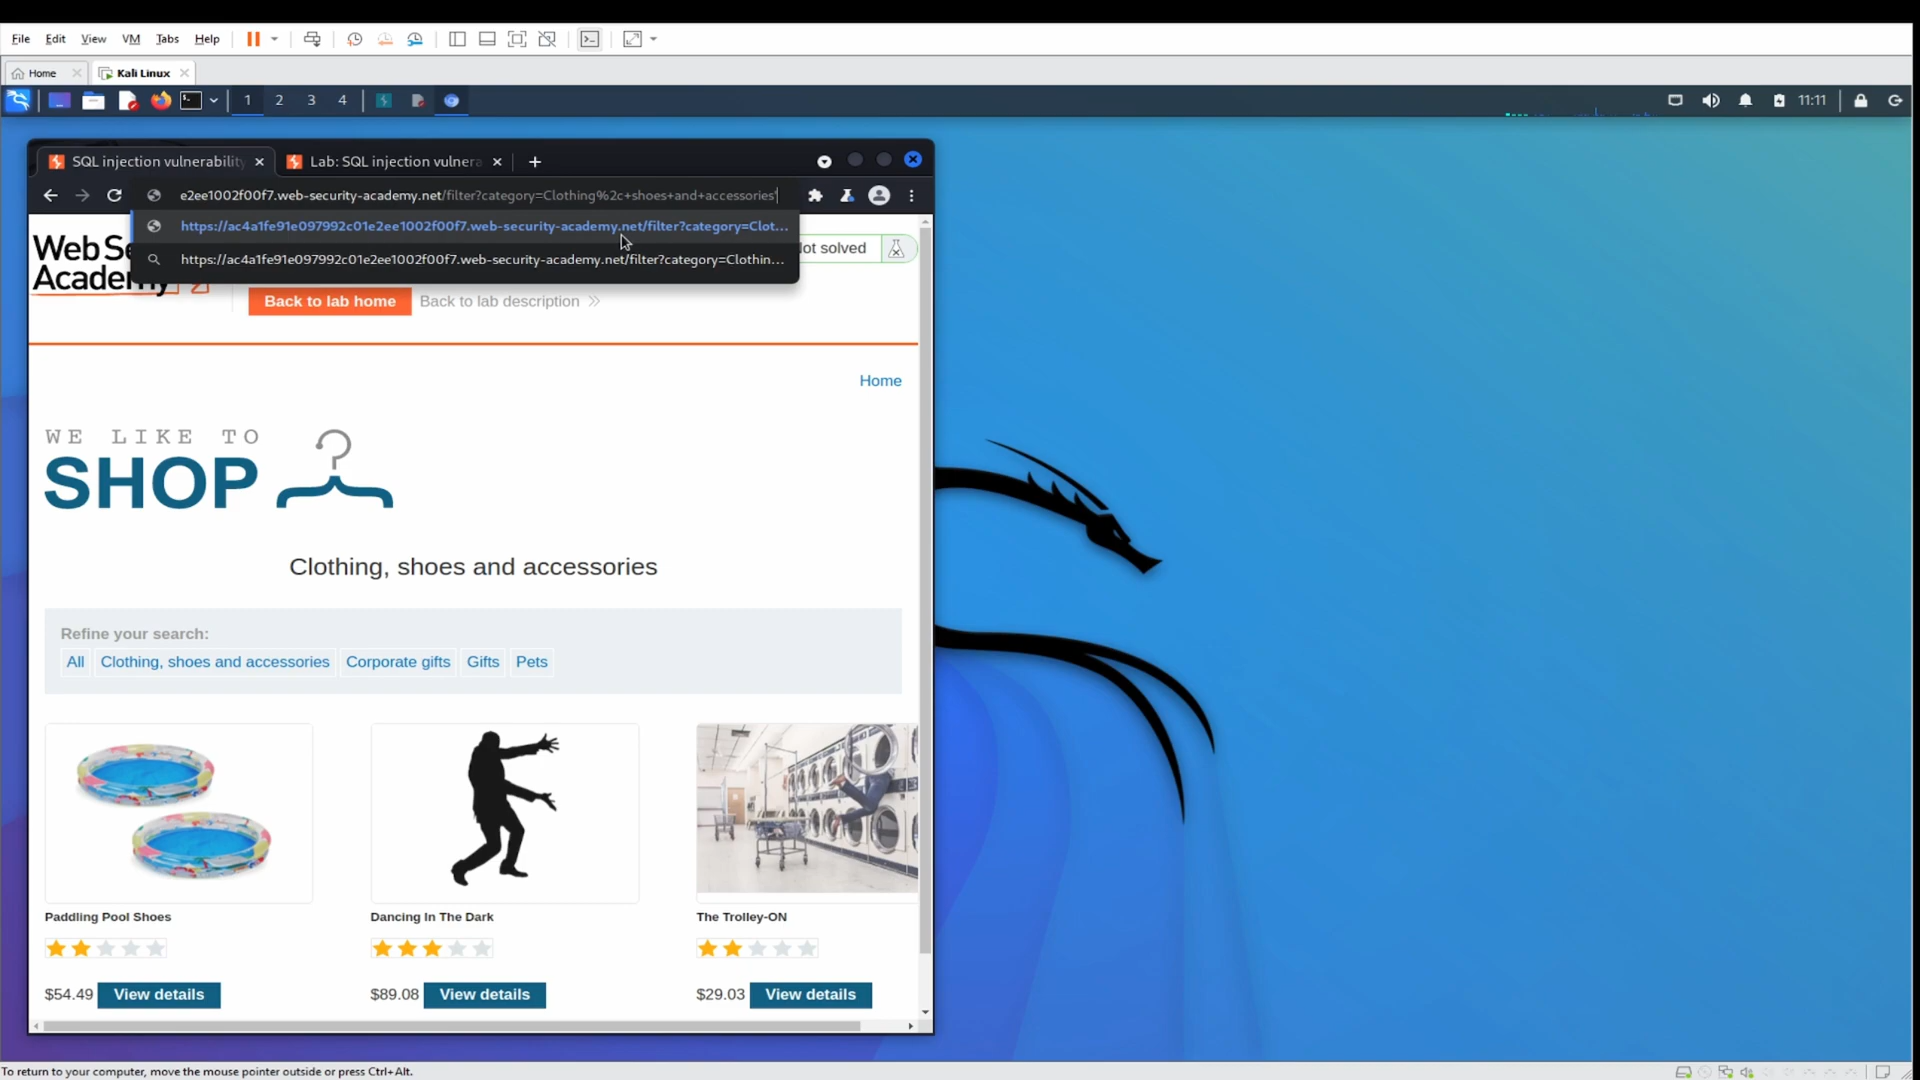 File Edit View VM Tabs Help
Home Kali Linux
1 2 3 4 11:11
SQL injection vulnerability Lab: SQL injection vulnera
e2ee1002f00f7.web-security-academy.net/filter?category=Clothing%2c+shoes+and+accessories'
https://ac4a1fe91e097992c01e2ee1002f00f7.web-security-academy.net/filter?category=Clot...
https://ac4a1fe91e097992c01e2ee1002f00f7.web-security-academy.net/filter?category=Clothin...
Web Se
Academy
Not solved
Back to lab home Back to lab description
Home
WE LIKE TO
SHOP
Clothing, shoes and accessories
Refine your search:
All Clothing, shoes and accessories Corporate gifts Gifts Pets
Paddling Pool Shoes Dancing In The Dark The Trolley-ON
$54.49 View details $89.08 View details $29.03 View details
To return to your computer, move the mouse pointer outside or press Ctrl+Alt.